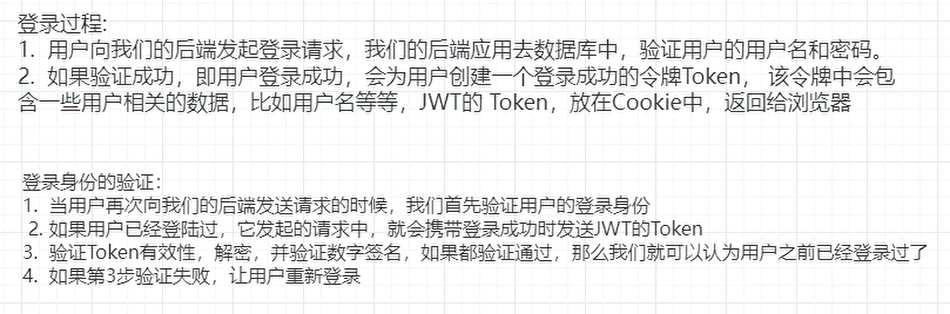 登录过程:
1. 用户向我们的后端发起登录请求，我们的后端应用去数据库中，验证用户的用户名和密码。
2. 如果验证成功，即用户登录成功，会为用户创建一个登录成功的令牌Token， 该令牌中会包
含一些用户相关的数据，比如用户名等等，JWT的 Token，放在Cookie中，返回给浏览器
登录身份的验证：
1. 当用户再次向我们的后端发送请求的时候，我们首先验证用户的登录身份
2. 如果用户已经登陆过，它发起的请求中，就会携带登录成功时发送JWT的Token
3. 验证Token有效性，解密，并验证数字签名，如果都验证通过，那么我们就可以认为用户之前已经登录过了
4. 如果第3步验证失败，让用户重新登录